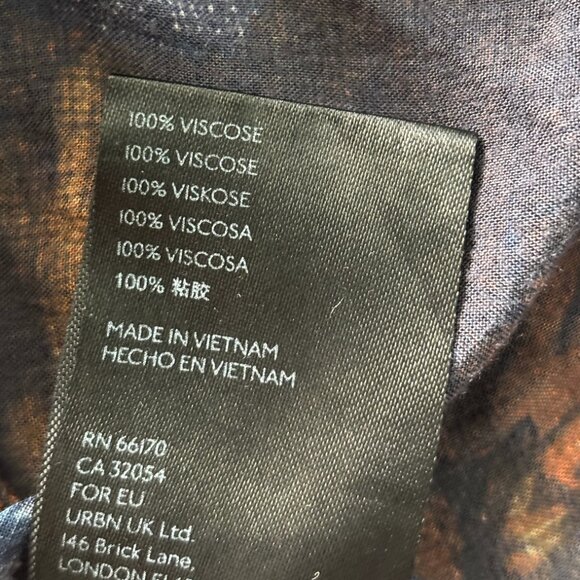 100% VISCOSE
100% VISCOSE
100% VISKOSE
100% VISCOSA
100% VISCOSA
100% 粘胶
MADE IN VIETNAM
HECHO EN VIETNAM
RN 66170
CA 32054
FOR EU
URBN UK Ltd.
146 Brick Lane,
LONDON